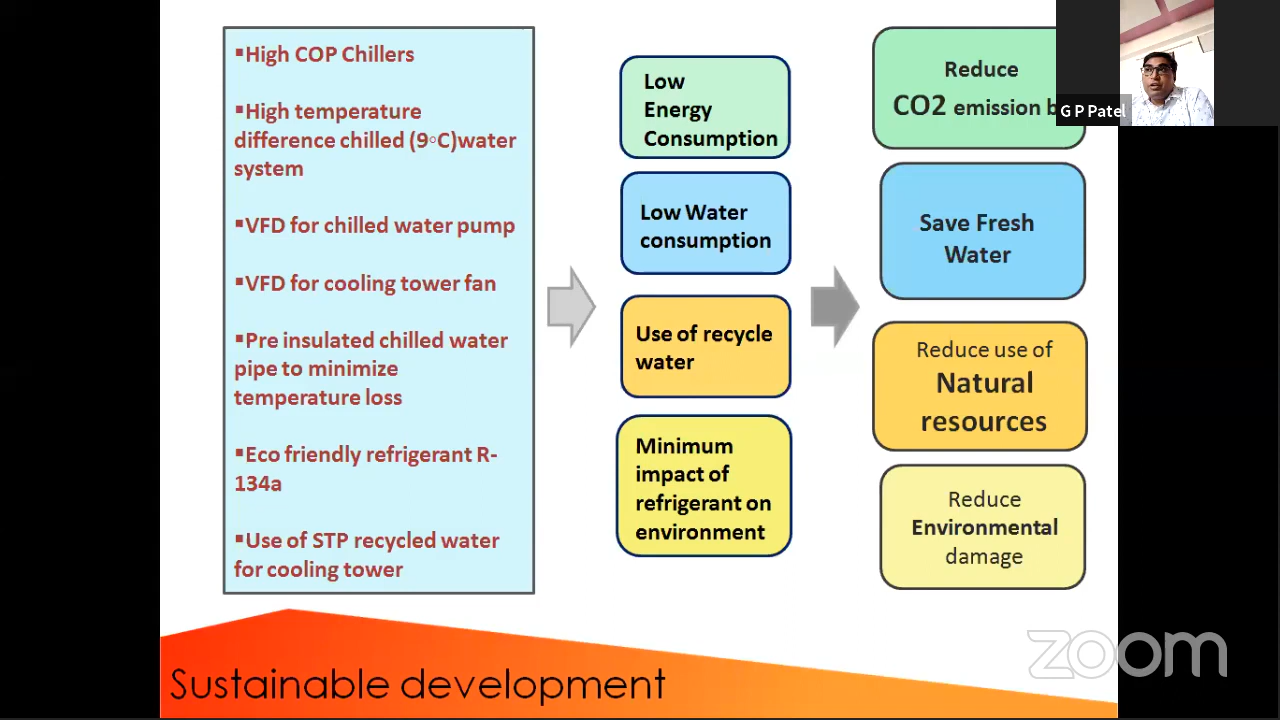 ▪High COP Chillers
▪High temperature
difference chilled (9◦C)water
system
▪VFD for chilled water pump
▪VFD for cooling tower fan
▪Pre insulated chilled water
pipe to minimize
temperature loss
▪Eco friendly refrigerant R-
134a
▪Use of STP recycled water
for cooling tower
Low
Energy
Consumption
Low Water
consumption
Use of recycle
water
Minimum
impact of
refrigerant on
environment
Reduce
CO2 emission
Save Fresh
Water
Reduce use of
Natural
resources
Reduce
Environmental
damage
G P Patel
Sustainable development
zoom